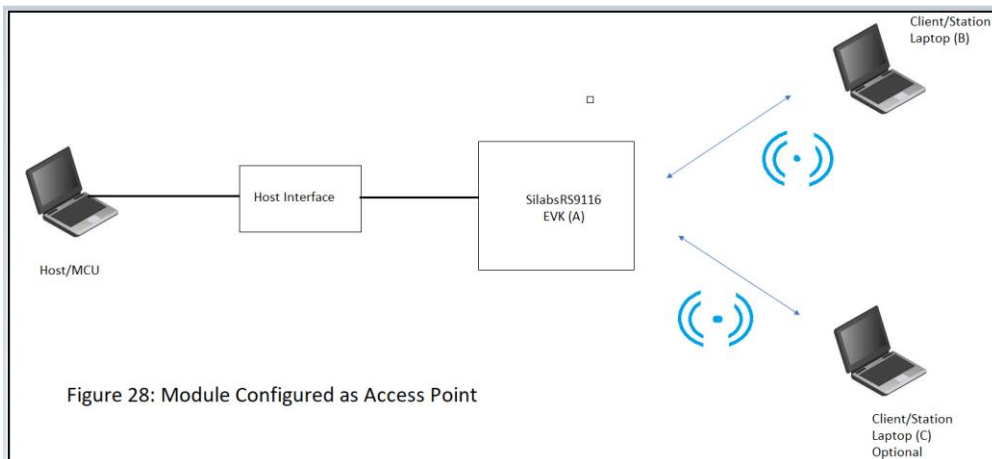 Client/Station
Laptop (B)
Host Interface
SilabsRS9116
EVK (A)
Host/MCU
Figure 28: Module Configured as Access Point
Client/Station
Laptop (C)
Optional